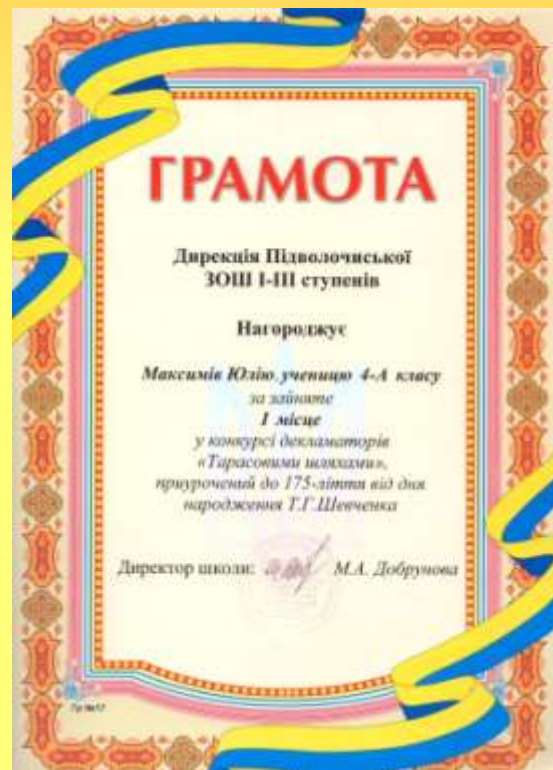 ГРАМОТА
Дирекція Підволочиської
ЗОШ І-ІІІ ступенів
Нагороджує
Максимів Юлію, ученицю 4-А класу
за зайняте
І місце
у конкурсі декламаторів
«Тарасовими шляхами»,
приурочений до 175-ліття від дня
народження Т.Г.Шевченка
Директор школи: М.А. Добрунова